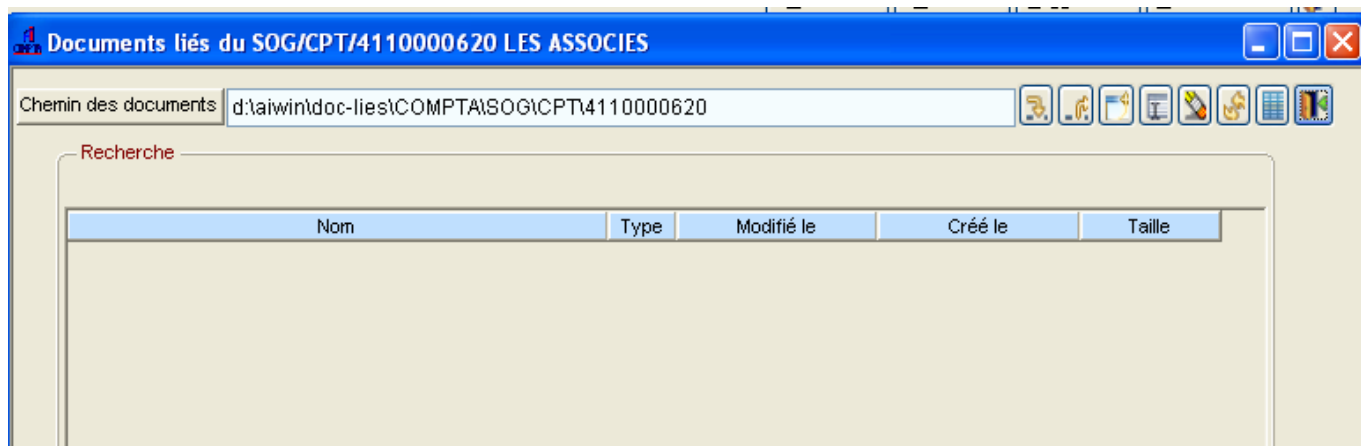 Documents liés du SOG/CPT/4110000620 LES ASSOCIES
Chemin des documents d:\aiwin\doc-lies\COMPTA\SOG\CPT\4110000620
Recherche
Nom Type Modifié le Créé le Taille